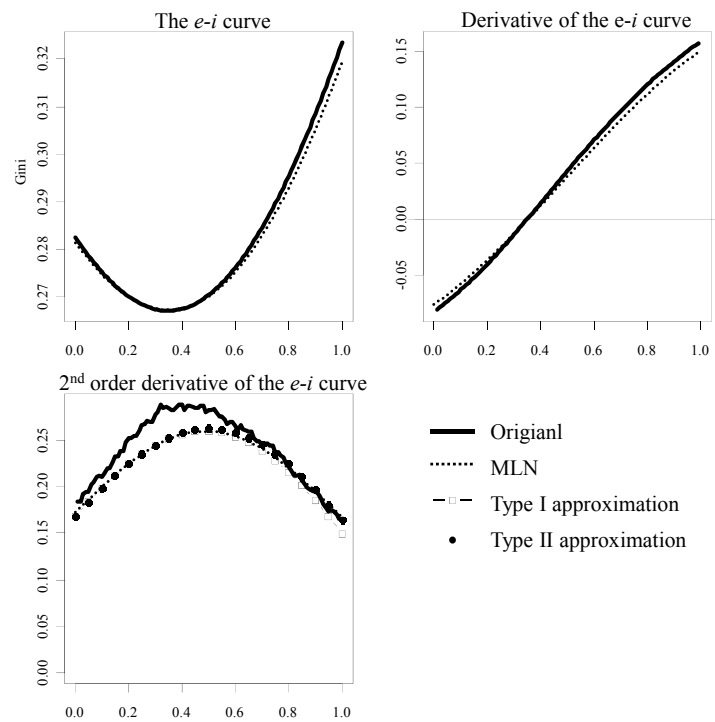 The e-i curve
Gini
0.32
0.31
0.30
0.29
0.28
0.27
0.0 0.2 0.4 0.6 0.8 1.0
Derivative of the e-i curve
0.15
0.10
0.05
0.00
-0.05
0.0 0.2 0.4 0.6 0.8 1.0
2nd order derivative of the e-i curve
0.25
0.20
0.15
0.10
0.05
0.00
0.0 0.2 0.4 0.6 0.8 1.0
Origianl
MLN
Type I approximation
Type II approximation